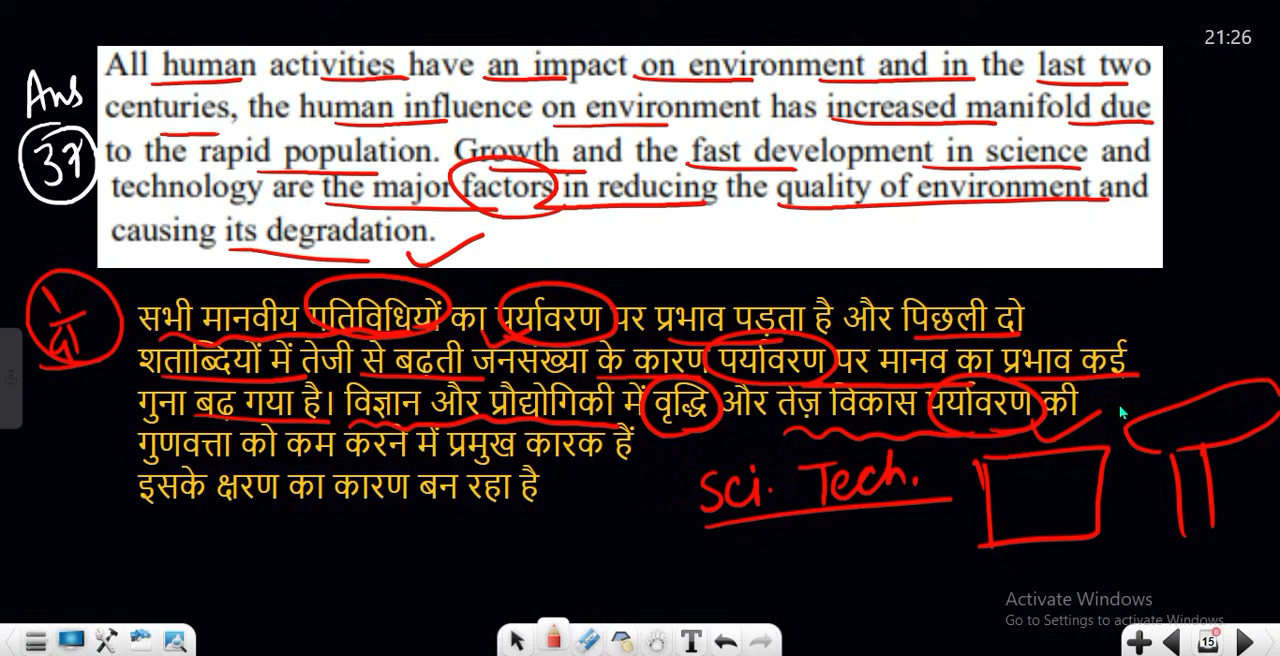 21:26
Ans
37
All human activities have an impact on environment and in the last two
centuries, the human influence on environment has increased manifold due
to the rapid population. Growth and the fast development in science and
technology are the major factors in reducing the quality of environment and
causing its degradation.
सभी मानवीय गतिविधियों का पर्यावरण पर प्रभाव पड़ता है और पिछली दो
शताब्दियों में तेजी से बढती जनसंख्या के कारण पर्यावरण पर मानव का प्रभाव कई
गुना बढ़ गया है। विज्ञान और प्रौद्योगिकी में वृद्धि और तेज़ विकास पर्यावरण की
गुणवत्ता को कम करने में प्रमुख कारक हैं
इसके क्षरण का कारण बन रहा है
Sci. Tech.
Activate Windows
Go to Settings to activate Windows
T
15